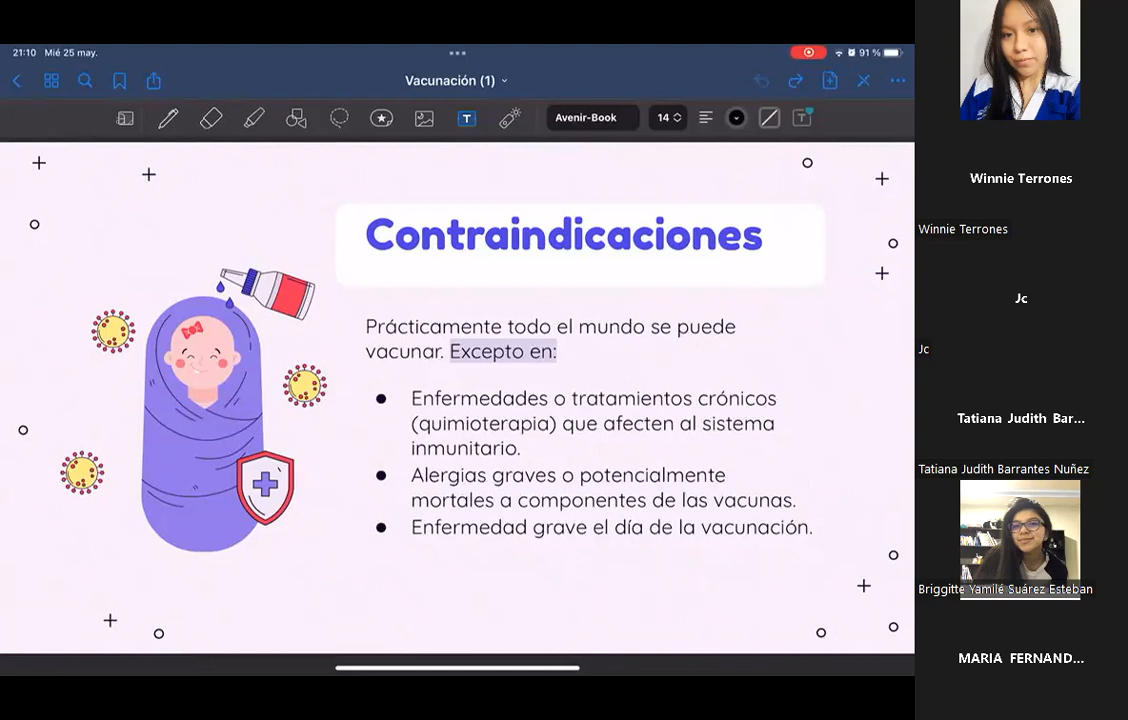 21:10 Mié 25 may.
91 %
Vacunación (1)
Avenir-Book
14
T
T
Contraindicaciones
Prácticamente todo el mundo se puede
vacunar. Excepto en:
● Enfermedades o tratamientos crónicos
(quimioterapia) que afecten al sistema
inmunitario.
● Alergias graves o potencialmente
mortales a componentes de las vacunas.
● Enfermedad grave el día de la vacunación.
Winnie Terrones
Winnie Terrones
Jc
Jc
Tatiana Judith Bar...
Tatiana Judith Barrantes Nuñez
Briggitte Yamilé Suárez Esteban
MARIA FERNAND...